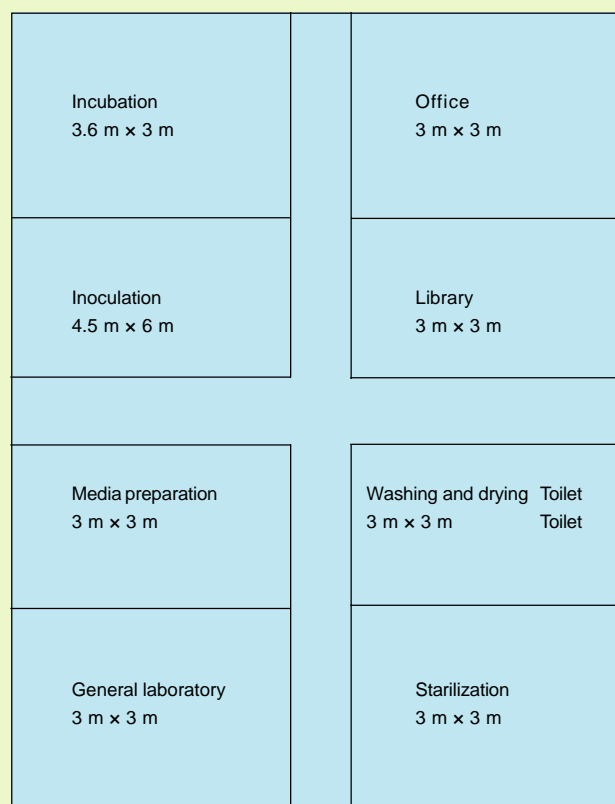 Incubation
3.6 m × 3 m
Office
3 m × 3 m
Inoculation
4.5 m × 6 m
Library
3 m × 3 m
Media preparation
3 m × 3 m
Washing and drying Toilet
3 m × 3 m Toilet
General laboratory
3 m × 3 m
Starilization
3 m × 3 m